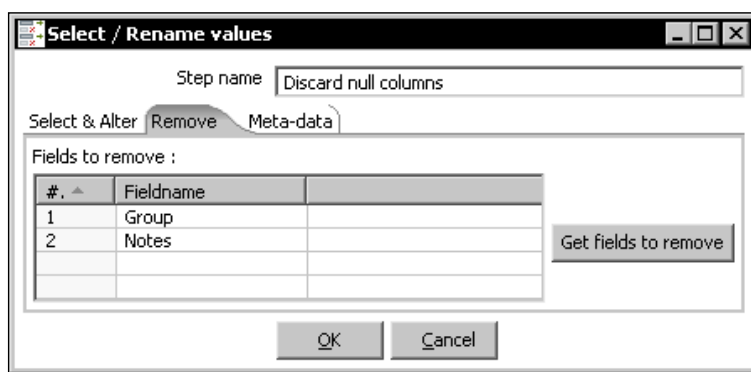 Select / Rename values
Step name Discard null columns
Select & Alter Remove Meta-data
Fields to remove :
#. Fieldname
1 Group
2 Notes
Get fields to remove
OK Cancel